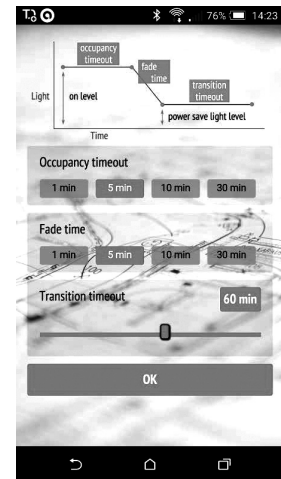 76% 14:23
occupancy
timeout
fade
time
transition
timeout
Light
on level
power save light level
Time
Occupancy timeout
1 min 5 min 10 min 30 min
Fade time
1 min 5 min 10 min 30 min
Transition timeout
60 min
OK